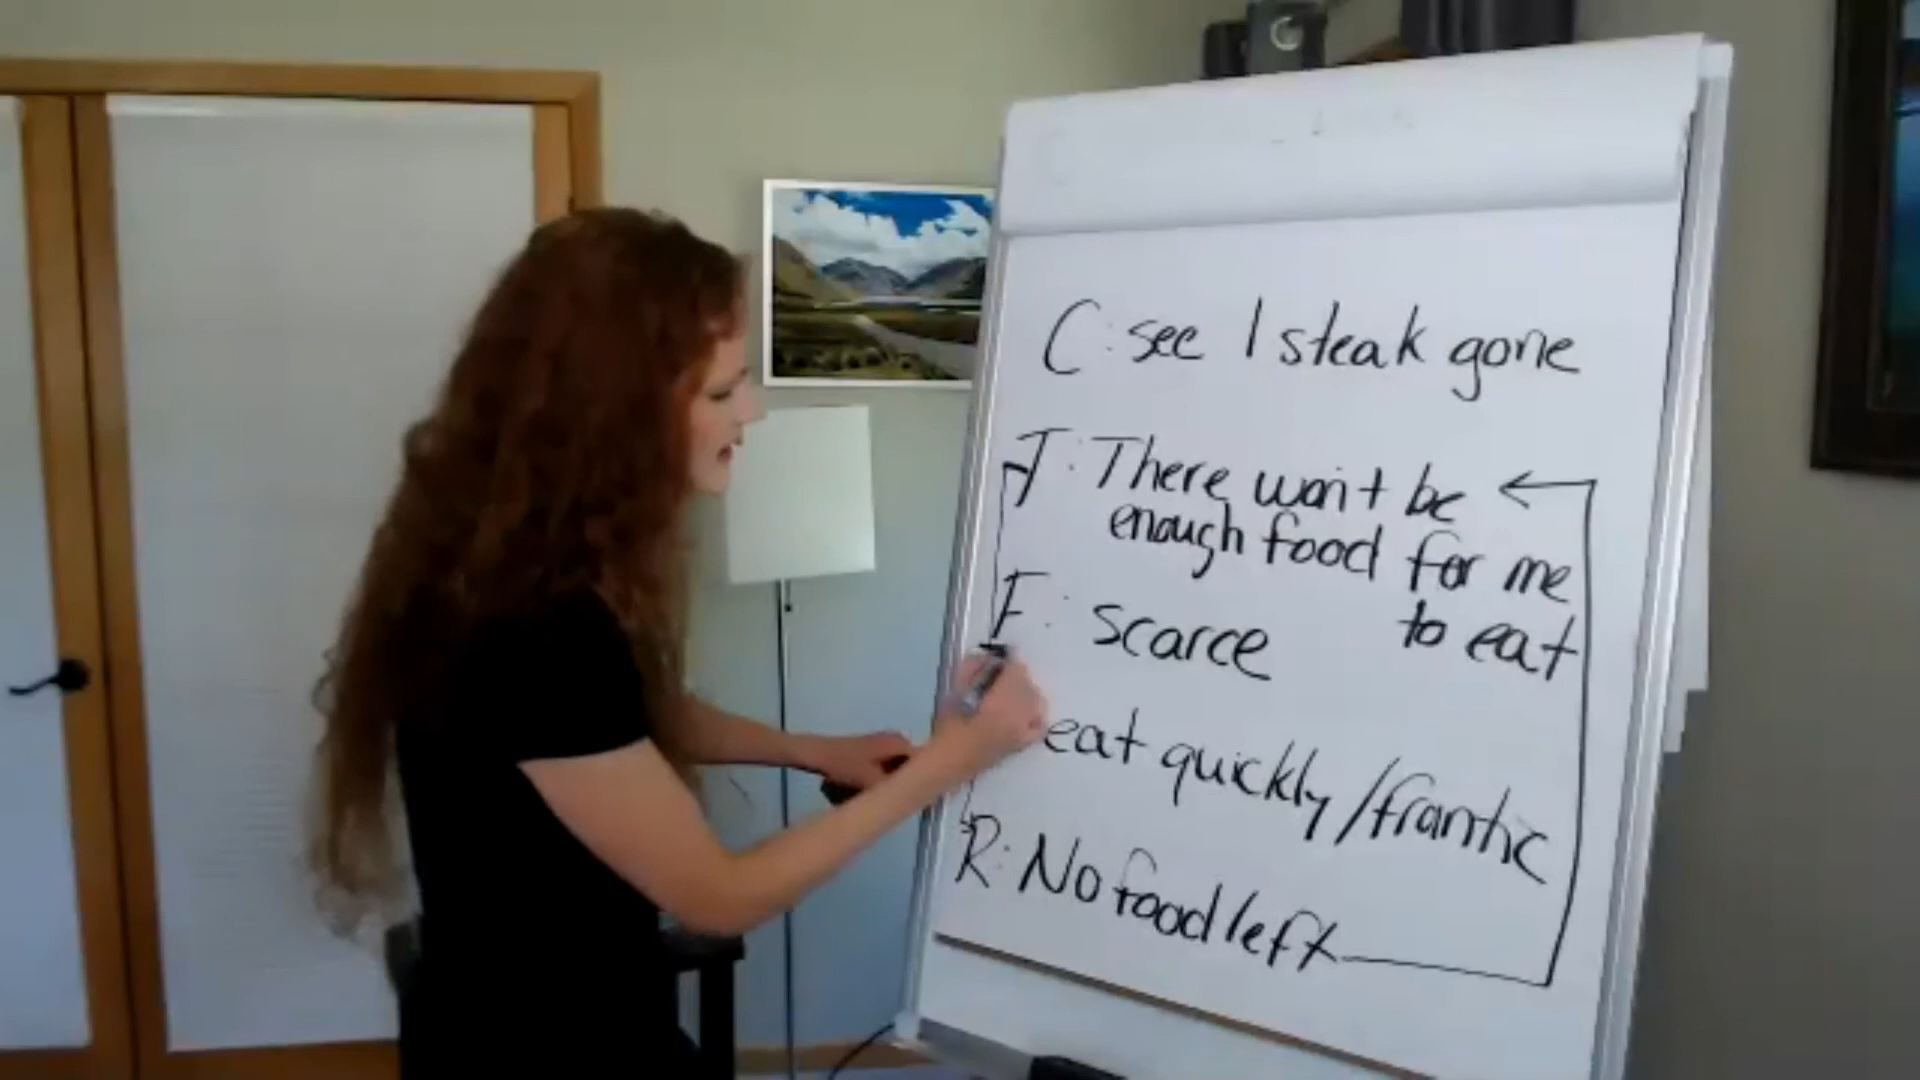 C: see 1 steak gone
T: There won't be
enough food for me
to eat
F: scarce
eat quickly/frantic
R: No food left